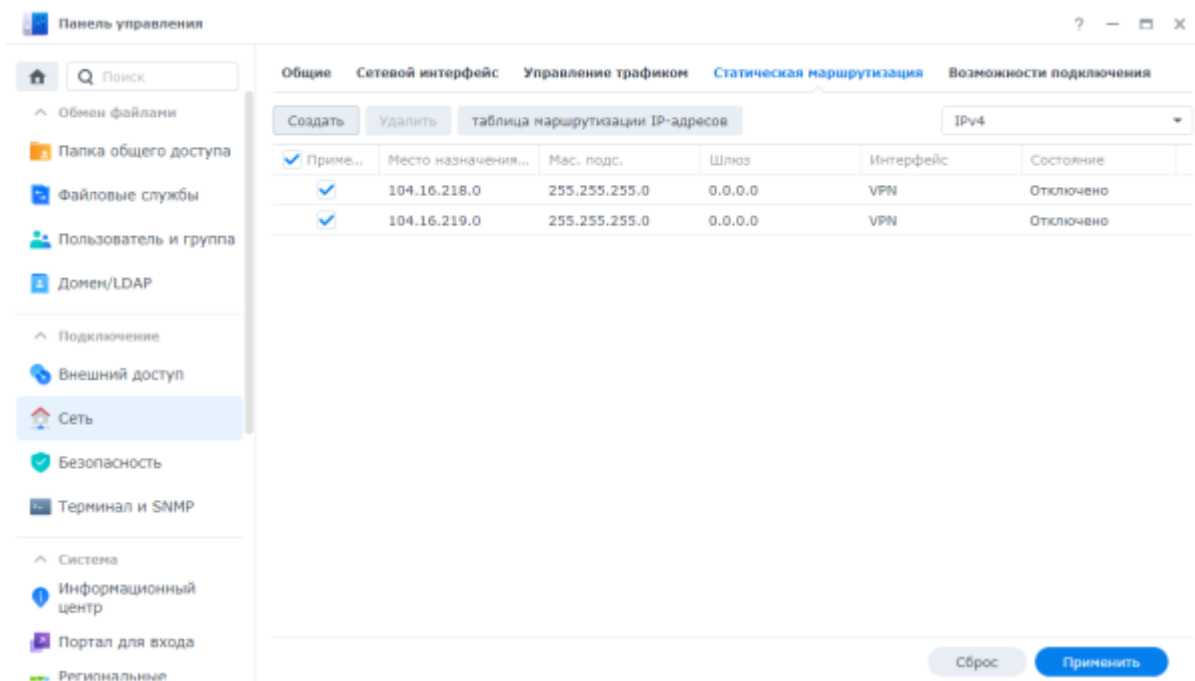 Панель управления
Поиск
Обмен файлами
Папка общего доступа
Файловые службы
Пользователь и группа
Домен/LDAP
Подключение
Внешний доступ
Сеть
Безопасность
Терминал и SNMP
Система
Информационный
центр
Портал для входа
Региональные
Общие Сетевой интерфейс Управление трафиком Статическая маршрутизация Возможности подключения
Создать Удалить таблица маршрутизации IP-адресов IPv4
Приме... Место назначения... Мас. подс. Шлюз Интерфейс Состояние
104.16.218.0 255.255.255.0 0.0.0.0 VPN Отключено
104.16.219.0 255.255.255.0 0.0.0.0 VPN Отключено
Сброс Применить